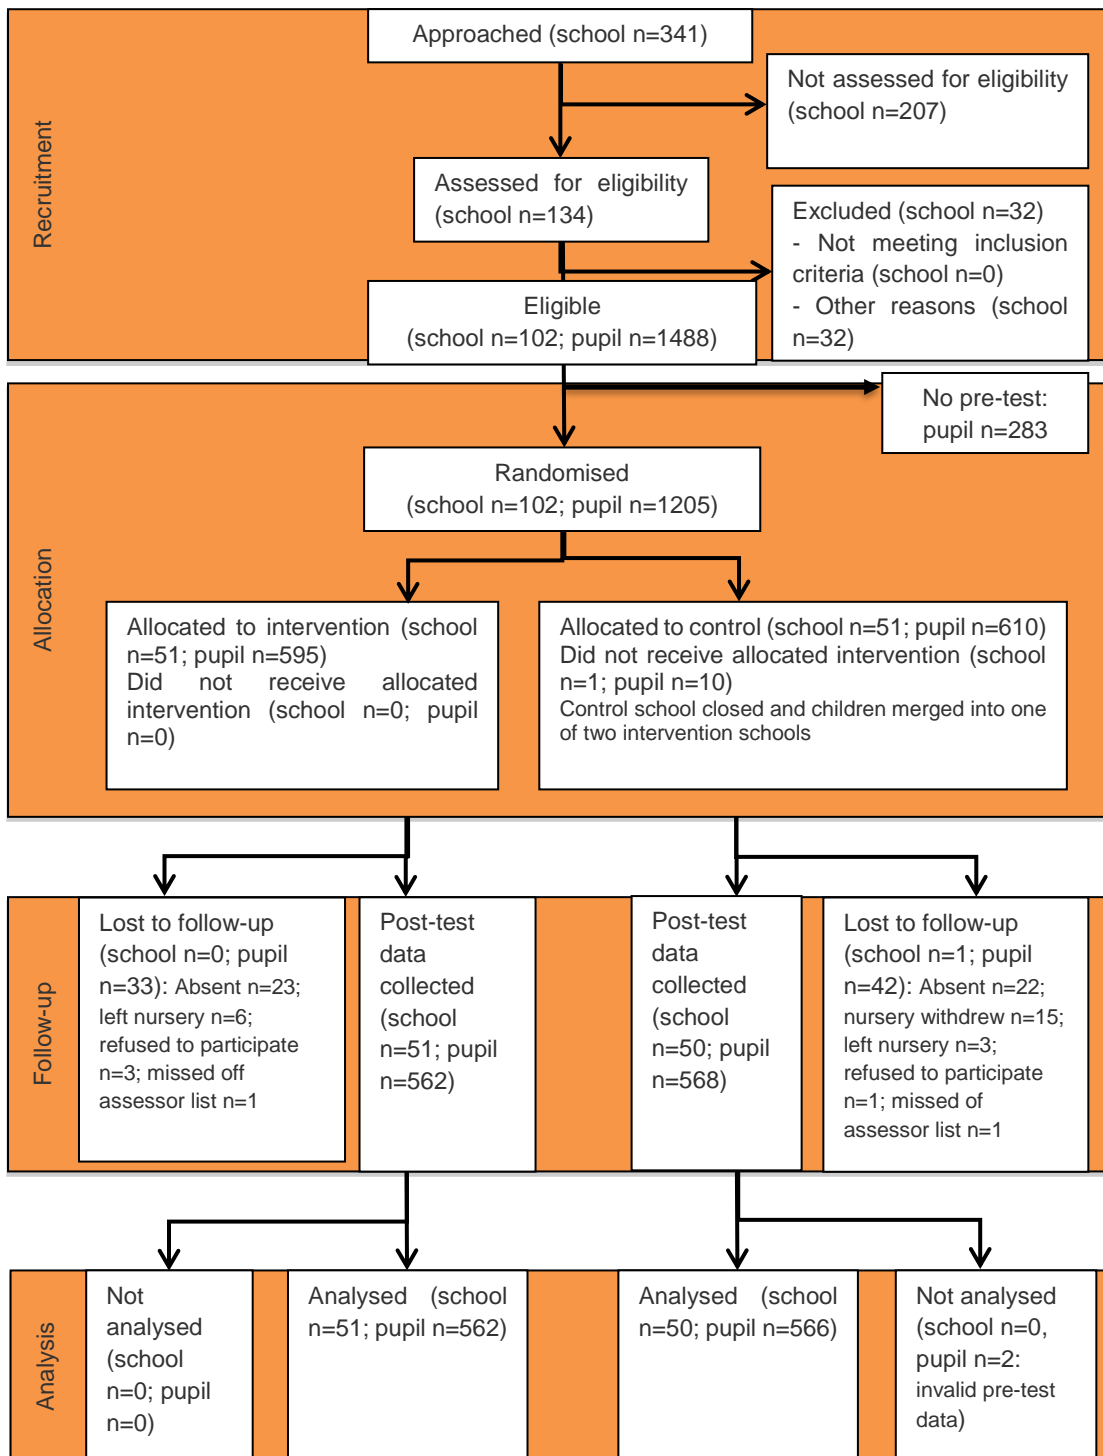 Recruitment
Approached (school n=341)
Not assessed for eligibility
(school n=207)
Assessed for eligibility
(school n=134)
Excluded (school n=32)
- Not meeting inclusion
criteria (school n=0)
- Other reasons (school
n=32)
Eligible
(school n=102; pupil n=1488)
Allocation
No pre-test:
pupil n=283
Randomised
(school n=102; pupil n=1205)
Allocated to intervention (school
n=51; pupil n=595)
Did not receive allocated
intervention (school n=0; pupil
n=0)
Allocated to control (school n=51; pupil n=610)
Did not receive allocated intervention (school
n=1; pupil n=10)
Control school closed and children merged into one
of two intervention schools
Follow-up
Lost to follow-up
(school n=0; pupil
n=33): Absent n=23;
left nursery n=6;
refused to participate
n=3; missed off
assessor list n=1
Post-test
data
collected
(school
n=51; pupil
n=562)
Post-test
data
collected
(school
n=50; pupil
n=568)
Lost to follow-up
(school n=1; pupil
n=42): Absent n=22;
nursery withdrew n=15;
left nursery n=3;
refused to participate
n=1; missed of
assessor list n=1
Analysis
Not
analysed
(school
n=0; pupil
n=0)
Analysed (school
n=51; pupil n=562)
Analysed (school
n=50; pupil n=566)
Not analysed
(school n=0,
pupil n=2:
invalid pre-test
data)